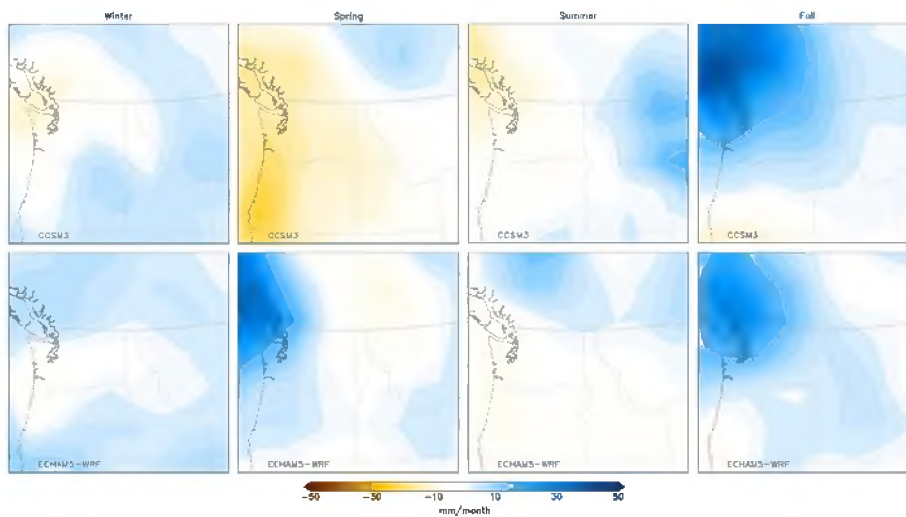 Winter Spring Summer Fall
CCSM3 CCSM3 CCSM3 CCSM3
ECHAM5-WRF ECHAM5-WRF ECHAM5-WRF ECHAM5-WRF
-50 -30 -10 10 30 50
mm/month